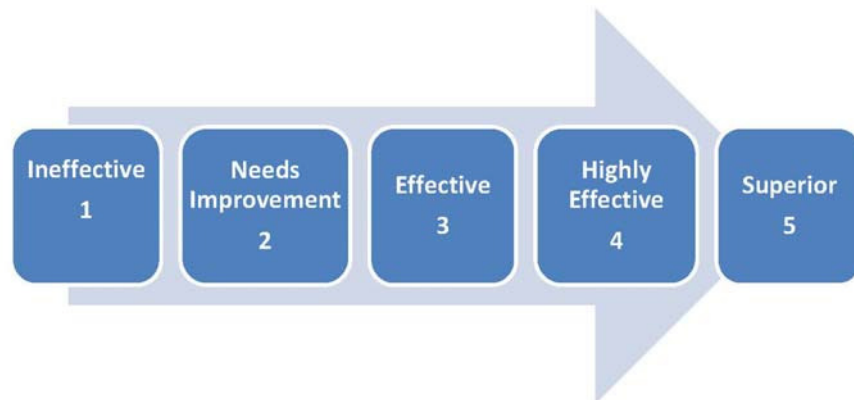 Ineffective
1
Needs
Improvement
2
Effective
3
Highly
Effective
4
Superior
5